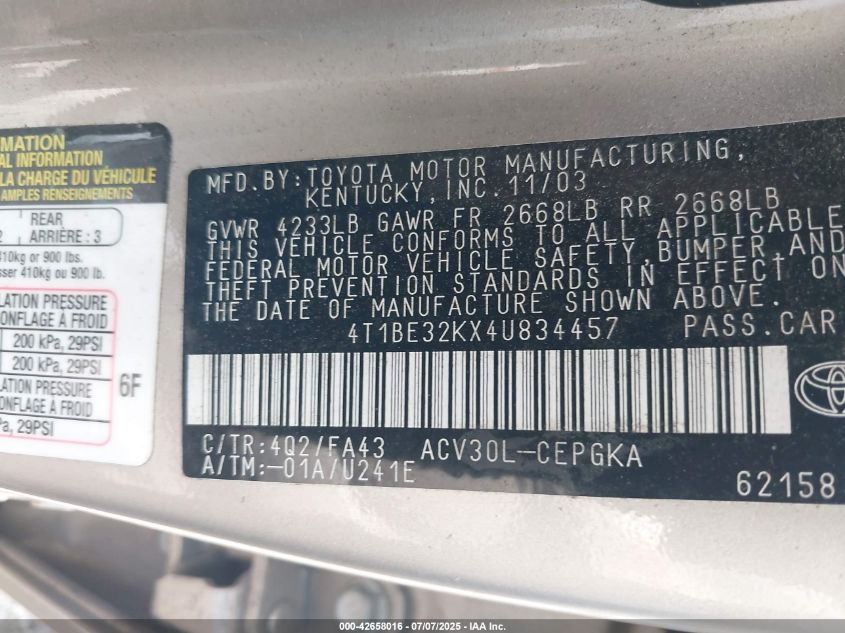 MATION
AL INFORMATION
LA CHARGE DU VÉHICULE
AMPLES RENSEIGNEMENTS
REAR
ARRIÈRE : 3
410kg or 900 lbs.
sser 410kg ou 900 lb.
LATION PRESSURE
ONFLAGE À FROID
200 kPa, 29PSI
200 kPa, 29PSI
LATION PRESSURE
ONFLAGE À FROID
Pa, 29PSI
6F
MFD. BY: TOYOTA MOTOR MANUFACTURING,
KENTUCKY, INC. 11/03
GVWR 4233LB GAWR FR 2668LB RR 2668LB
THIS VEHICLE CONFORMS TO ALL APPLICABLE
FEDERAL MOTOR VEHICLE SAFETY, BUMPER, AND
THEFT PREVENTION STANDARDS IN EFFECT ON
THE DATE OF MANUFACTURE SHOWN ABOVE.
4T1BE32KX4U834457 PASS. CAR
C/TR: 4Q2/FA43 ACV30L-CEPGKA
A/TM: -01A/U241E
62158
000-42658016 - 07/07/2025 - IAA Inc.